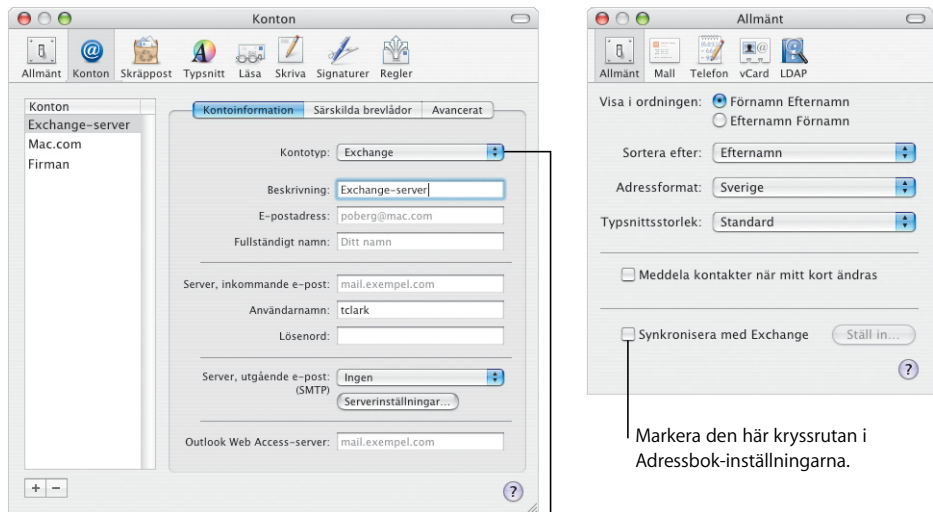 Konton
Allmänt Konton Skräppost Typsnitt Läsa Skriva Signaturer Regler
Konton
Exchange-server
Mac.com
Firman
Kontoinformation Särskilda brevlådor Avancerat
Kontotyp: Exchange
Beskrivning: Exchange-server
E-postadress: poberg@mac.com
Fullständigt namn: Ditt namn
Server, inkommande e-post: mail.exempel.com
Användarnamn: tclark
Lösenord:
Server, utgående e-post: Ingen
(SMTP)
Serverinställningar...
Outlook Web Access-server: mail.exempel.com
+ −
?
Allmänt
Allmänt Mall Telefon vCard LDAP
Visa i ordningen: Förnamn Efternamn
Efternamn Förnamn
Sortera efter: Efternamn
Adressformat: Sverige
Typsnittsstorlek: Standard
Meddela kontakter när mitt kort ändras
Synkronisera med Exchange Ställ in...
?
Markera den här kryssrutan i
Adressbok-inställningarna.